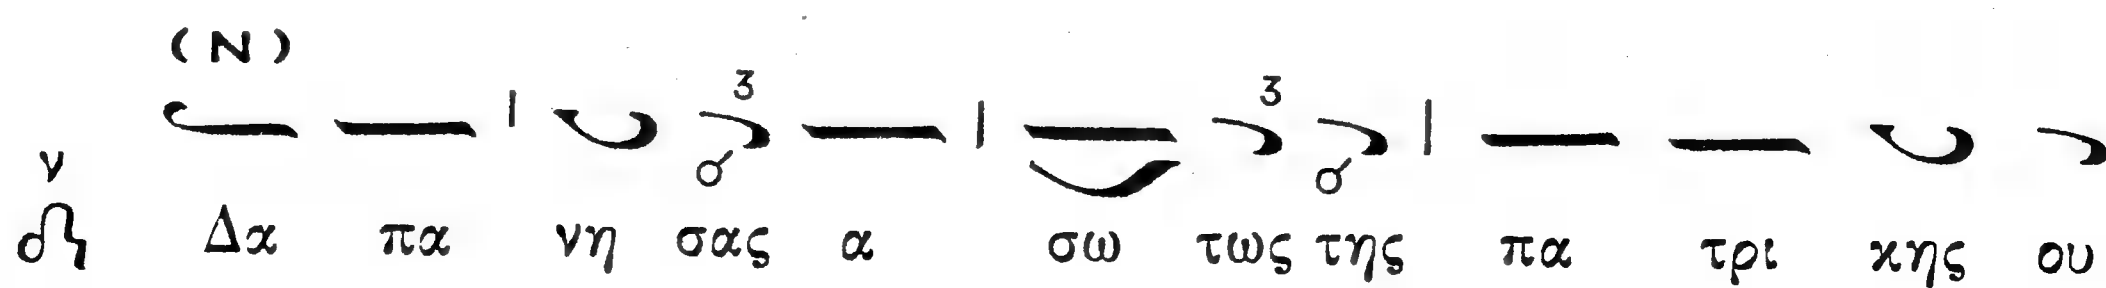 (Ν)
3 3
ν
Δα πα νη σας α σω τως της πα τρι κης ου